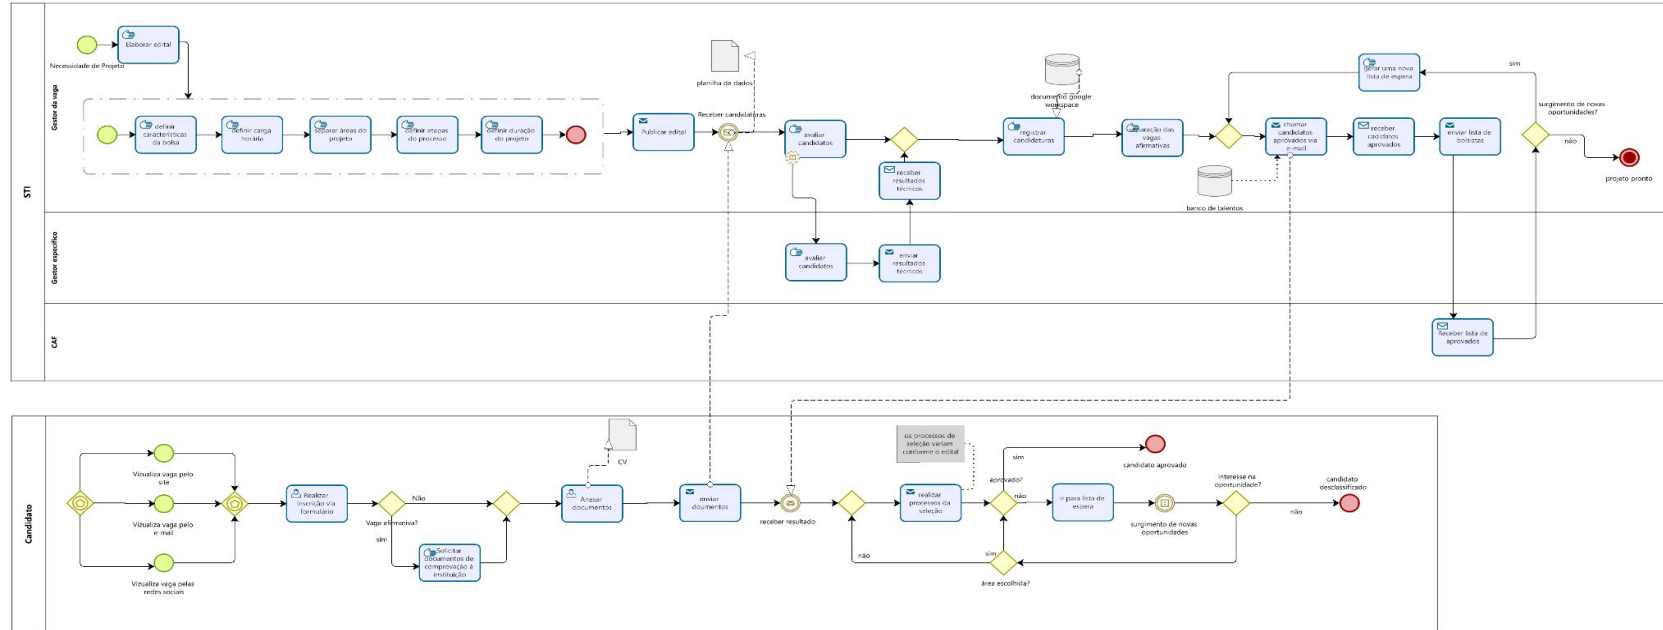 STI
Gestor da vaga
Necessidade de Projeto
Elaborar edital
definir
características
da bolsa
definir carga
horária
separar áreas do
projeto
definir etapas
do processo
definir duração
do projeto
Publicar edital
planilha de dados
Receber candidaturas
avaliar
candidatos
receber
resultados
técnicos
documento google
workspace
registrar
candidaturas
separação das
vagas
afirmativas
banco de talentos
chamar
candidatos
aprovados via
e-mail
receber
cadidatos
aprovados
enviar lista de
bolsistas
gerar uma nova
lista de espera
sim
surgimento de novas
oportunidades?
não
projeto pronto
Gestor específico
avaliar
candidatos
enviar
resultados
técnicos
CAF
Receber lista de
aprovados
Candidato
Vizualiza vaga pelo
site
Vizualiza vaga pelo
e-mail
Vizualiza vaga pelas
redes sociais
Realizar
inscrição via
formulário
Vaga afirmativa?
Não
sim
Solicitar
documentos de
comprovação à
instituição
Anexar
documentos
CV
enviar
doumentos
receber resultado
os processos de
seleção variam
conforme o edital
realizar
processos da
seleção
aprovado?
sim
candidato aprovado
não
ir para lista de
espera
surgimento de novas
oportunidades
interesse na
oportunidade?
não
candidato
desclassificado
sim
não
área escolhida?